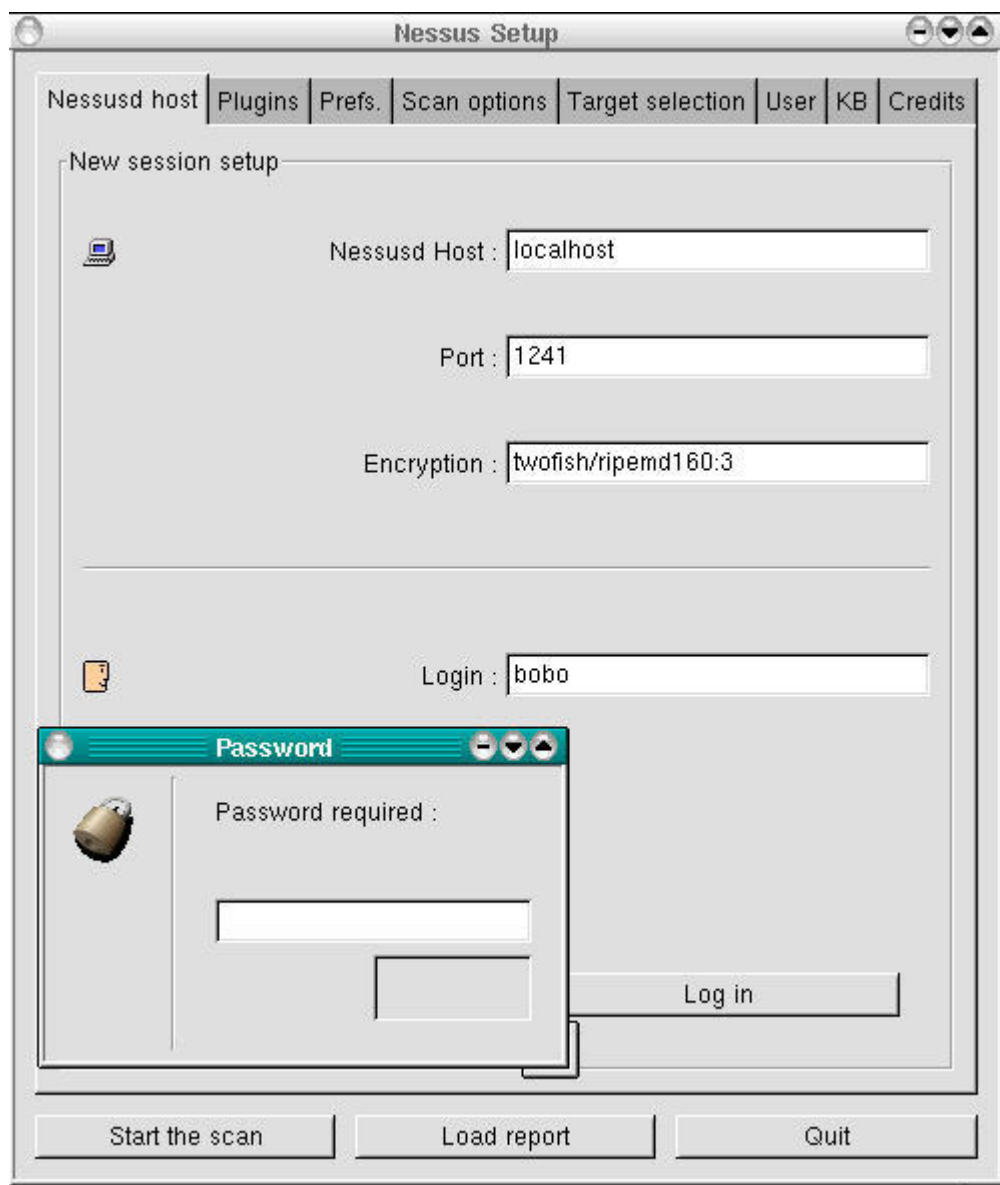 Nessus Setup
Nessusd host Plugins Prefs. Scan options Target selection User KB Credits
New session setup
Nessusd Host : localhost
Port : 1241
Encryption : twofish/ripemd160:3
Login : bobo
Password
Password required :
Log in
Start the scan Load report Quit